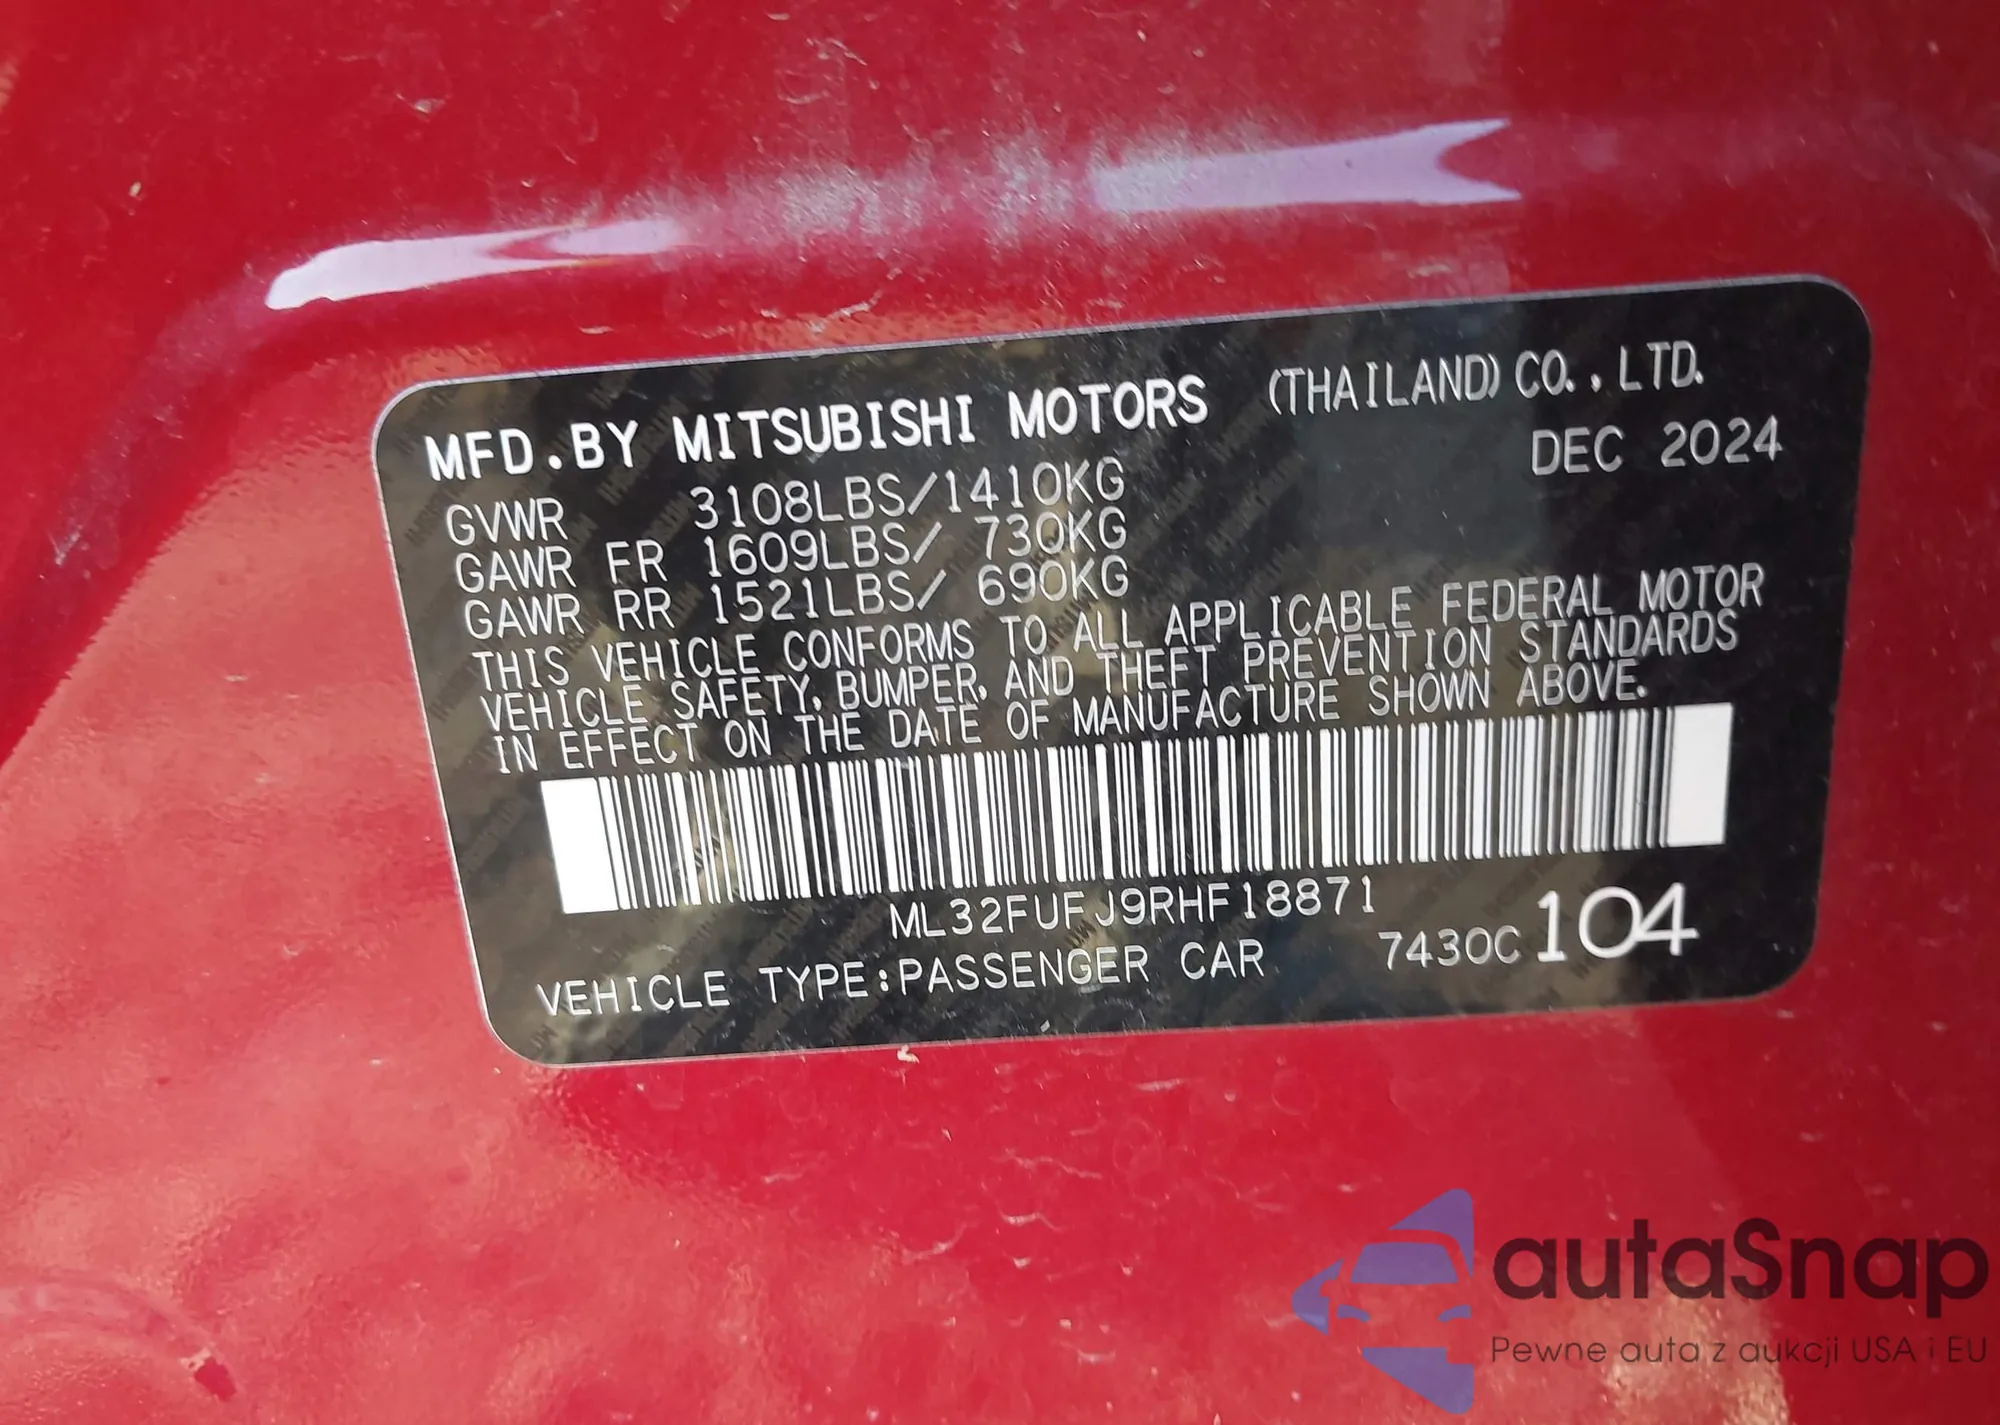 MFD.BY MITSUBISHI MOTORS (THAILAND) CO., LTD.
DEC 2024
GVWR 3108LBS/1410KG
GAWR FR 1609LBS/ 730KG
GAWR RR 1521LBS/ 690KG
THIS VEHICLE CONFORMS TO ALL APPLICABLE FEDERAL MOTOR
VEHICLE SAFETY, BUMPER, AND THEFT PREVENTION STANDARDS
IN EFFECT ON THE DATE OF MANUFACTURE SHOWN ABOVE.
ML32FUFJ9RHF18871
VEHICLE TYPE:PASSENGER CAR 7430C 104
autaSnap
Pewne auta z aukcji USA i EU